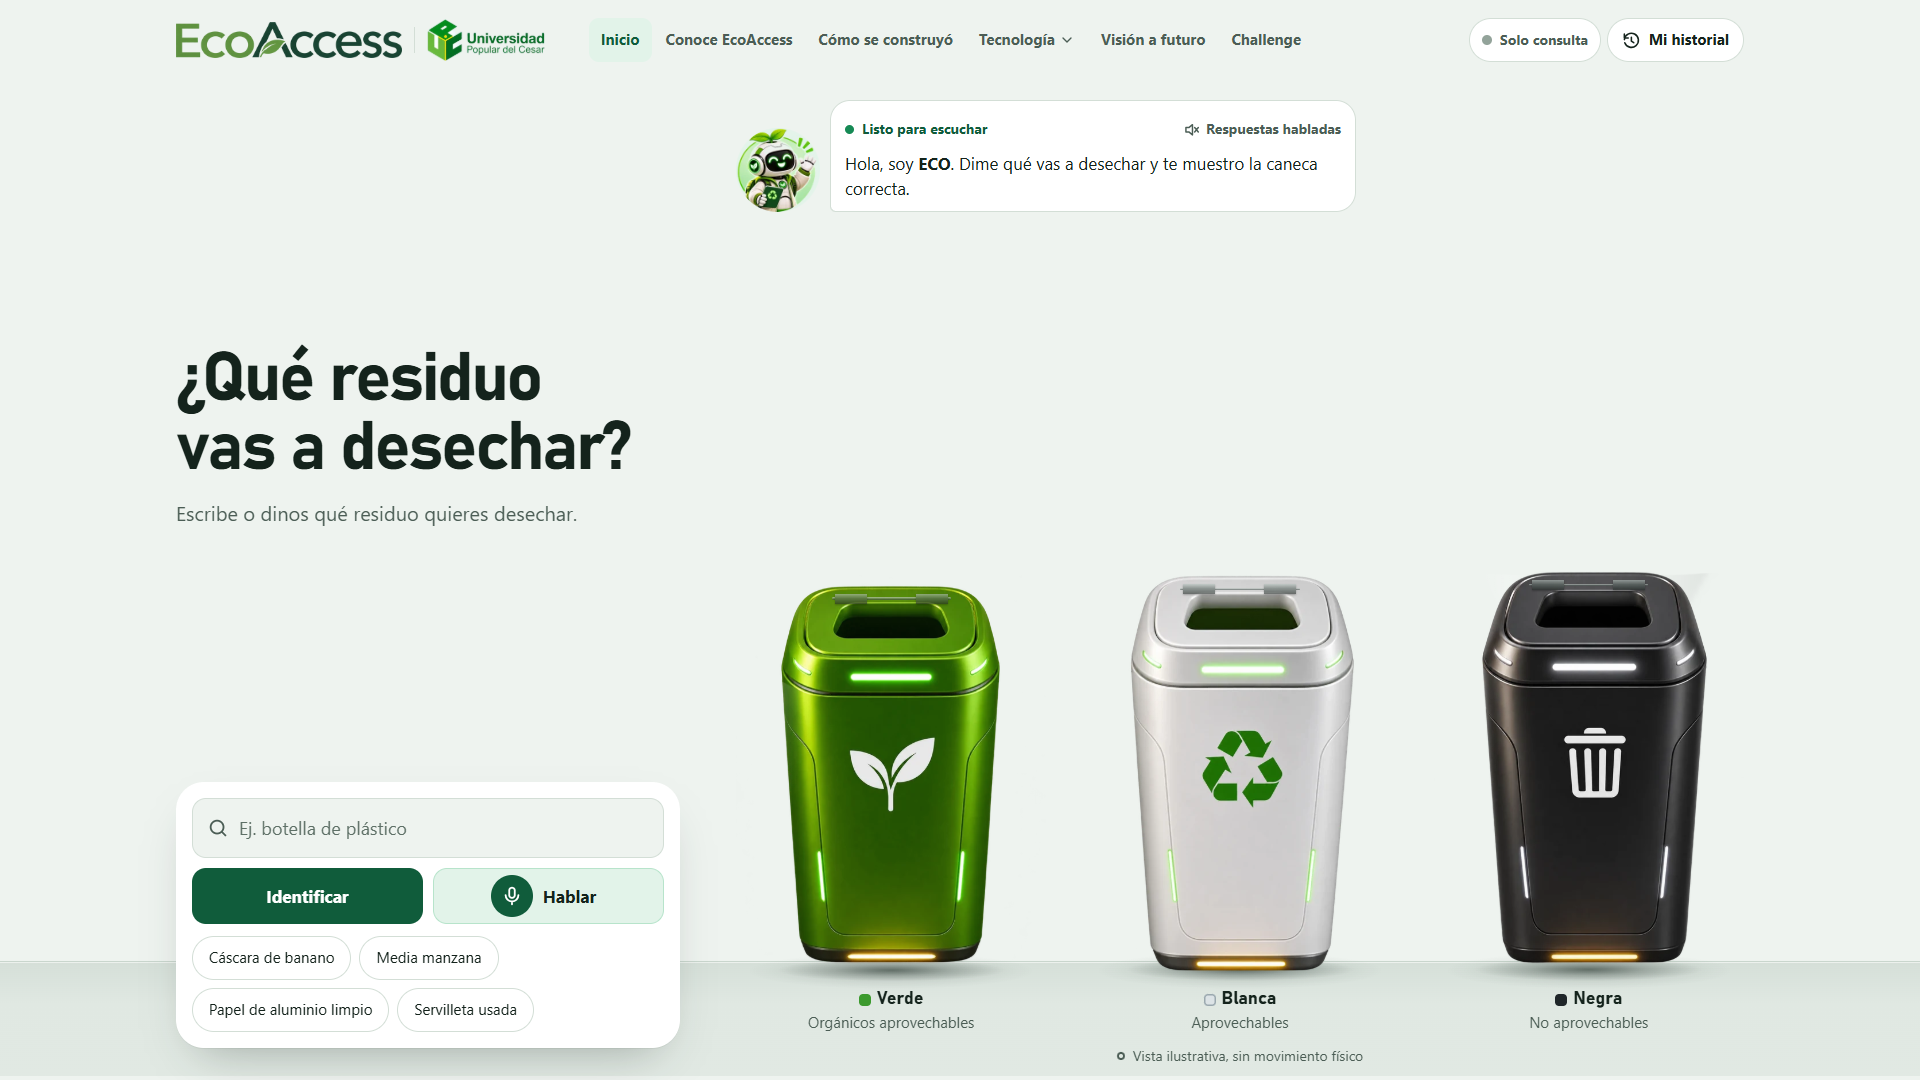 EcoAccess
Universidad
Popular del Cesar
Inicio
Conoce EcoAccess
Cómo se construyó
Tecnología
Visión a futuro
Challenge
Solo consulta
Mi historial
Listo para escuchar
Respuestas habladas
Hola, soy ECO. Dime qué vas a desechar y te muestro la caneca
correcta.
¿Qué residuo
vas a desechar?
Escribe o dinos qué residuo quieres desechar.
Ej. botella de plástico
Identificar
Hablar
Cáscara de banano
Media manzana
Papel de aluminio limpio
Servilleta usada
Verde
Orgánicos aprovechables
Blanca
Aprovechables
Negra
No aprovechables
Vista ilustrativa, sin movimiento físico